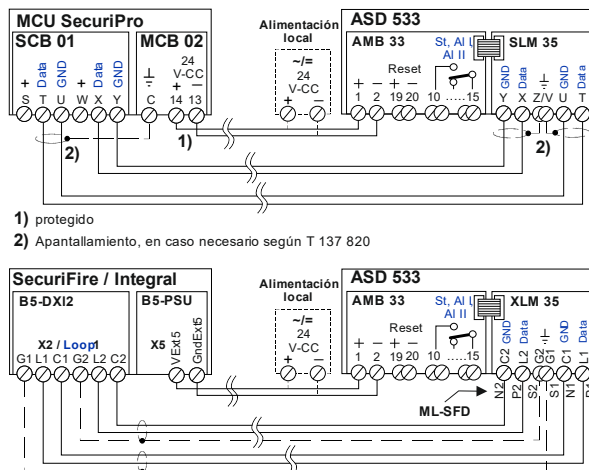 MCU SecuriPro
SCB 01
MCB 02
+ Data GND + Data GND
S T U W X Y
24
V-CC
+ –
C 14 13
2)
1)
Alimentación
local
~/=
24
V-CC
+ –
ASD 533
AMB 33
St, Al I,
Al II
Reset
+ – + –
1 2 19 20 10 .....15
SLM 35
GND Data GND Data
Y X Z/V U T
2)
1) protegido
2) Apantallamiento, en caso necesario según T 137 820
SecuriFire / Integral
B5-DXI2
B5-PSU
X2 / Loop1
X5
G1 L1 C1 G2 L2 C2
VExt5
GndExt5
Alimentación
local
~/=
24
V-CC
+ –
ASD 533
AMB 33
St, Al I,
Al II
Reset
+ – + –
1 2 19 20 10 .....15
XLM 35
C2 GND L2 Data G2 G1 C1 GND L1 Data
N2 P2 S2 S1 N1 P1
ML-SFD